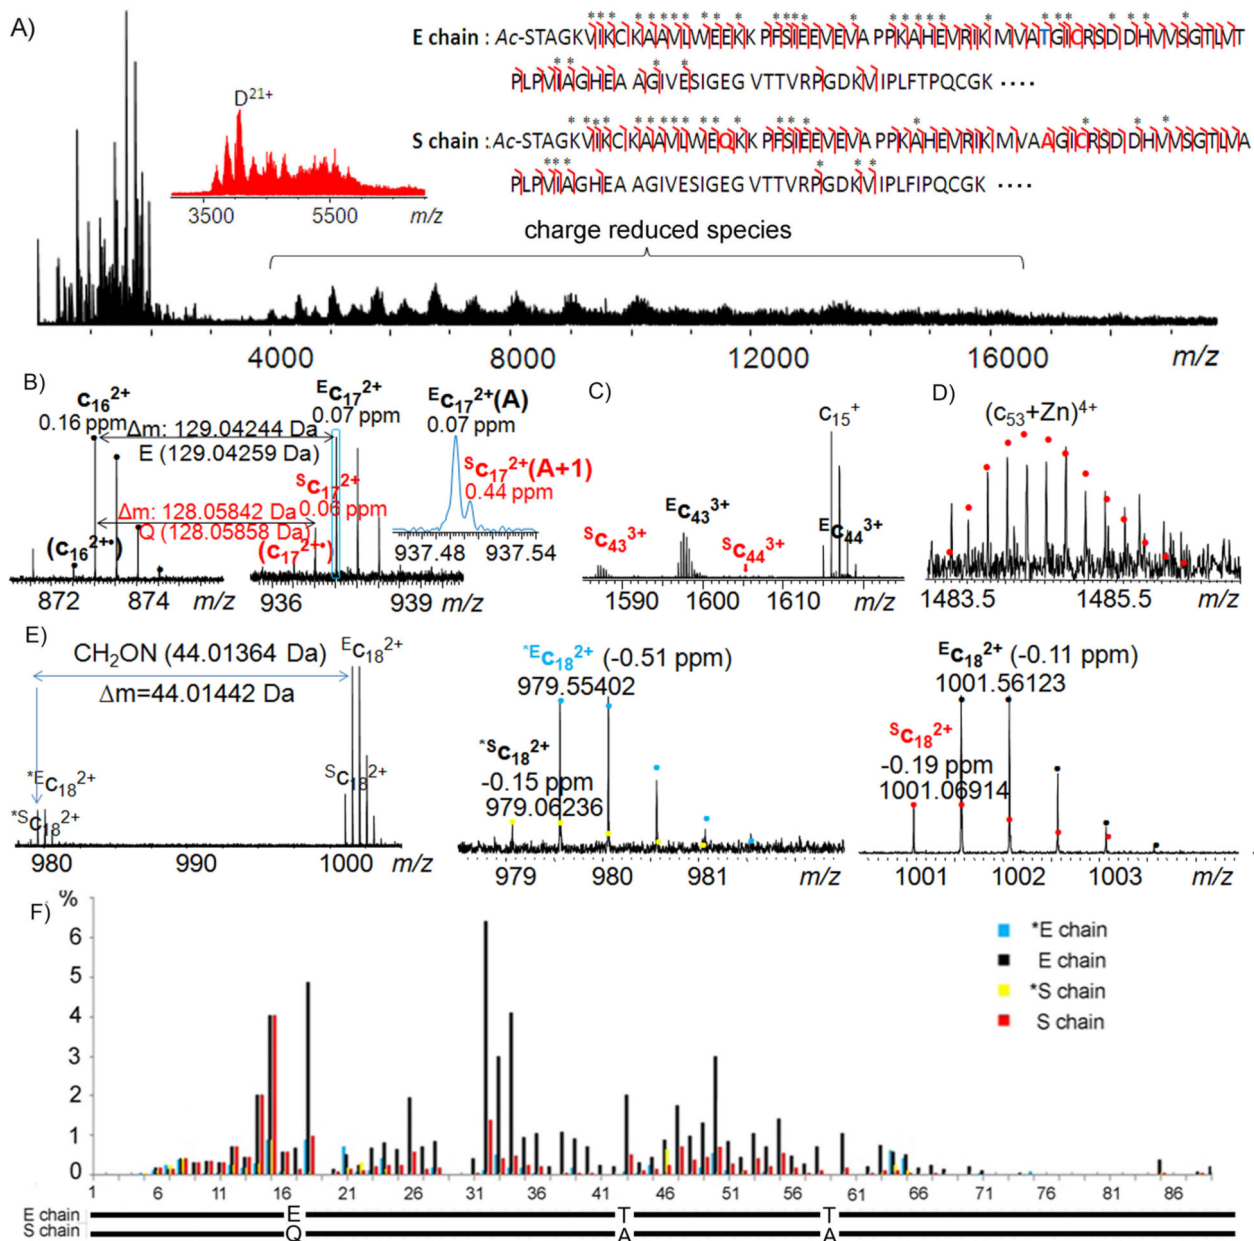 A)
E chain : Ac-STAGKVIKCKAAVLWEEKKPFSIEEVEVAPPKAHEVRIKMVATGICRSDDHVVSGTLVT
PLPVIAGHEAAGIVESIGEGVTTVRPGDKVIPLFTPQCGK ....
S chain : Ac-STAGKVIKCKAAVLWEQKKPFSIEEVEVAPPKAHEVRIKMVAAGICRSDDHVVSGTLVA
PLPVIAGHEAAGIVESIGEGVTTVRPGDKVIPLFIPQCGK ....
D21+
3500 5500 m/z
charge reduced species
4000 8000 12000 16000 m/z
B)
c16 2+
0.16 ppm
Δm: 129.04244 Da
E (129.04259 Da)
Δm: 128.05842 Da
Q (128.05858 Da)
(c16 2+•)
Ec17 2+
0.07 ppm
Sc17 2+
0.06 ppm
(c17 2+•)
Ec17 2+(A)
0.07 ppm
Sc17 2+(A+1)
0.44 ppm
937.48 937.54
872 874 m/z
936 939 m/z
C)
c15+
Sc43 3+
Ec43 3+
Sc44 3+
Ec44 3+
1590 1600 1610 m/z
D)
(c53+Zn)4+
1483.5 1485.5 m/z
E)
CH2ON (44.01364 Da)
Δm=44.01442 Da
Ec18 2+
*Ec18 2+
*Sc18 2+
Sc18 2+
980 990 1000 m/z
*Ec18 2+ (-0.51 ppm)
979.55402
*Sc18 2+
-0.15 ppm
979.06236
979 980 981 m/z
Ec18 2+ (-0.11 ppm)
1001.56123
Sc18 2+
-0.19 ppm
1001.06914
1001 1002 1003 m/z
F)
%
6
5
4
3
2
1
0
*E chain
E chain
*S chain
S chain
1 6 11 16 21 26 31 36 41 46 51 56 61 66 71 76 81 86
E chain E T T
S chain Q A A